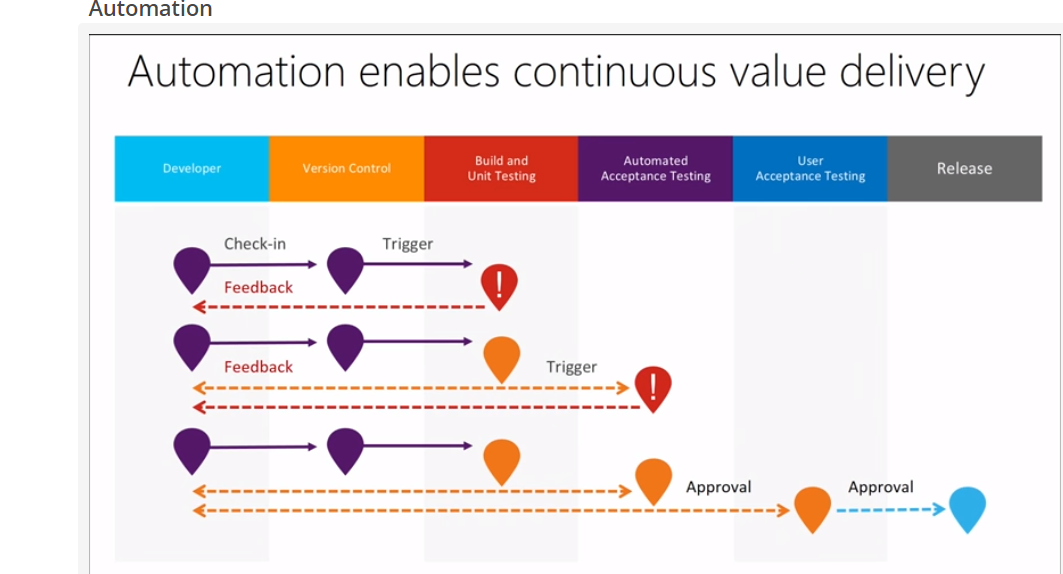 Automation
Automation enables continuous value delivery
Developer
Version Control
Build and
Unit Testing
Automated
Acceptance Testing
User
Acceptance Testing
Release
Check-in
Trigger
Feedback
!
Feedback
Trigger
!
Approval
Approval